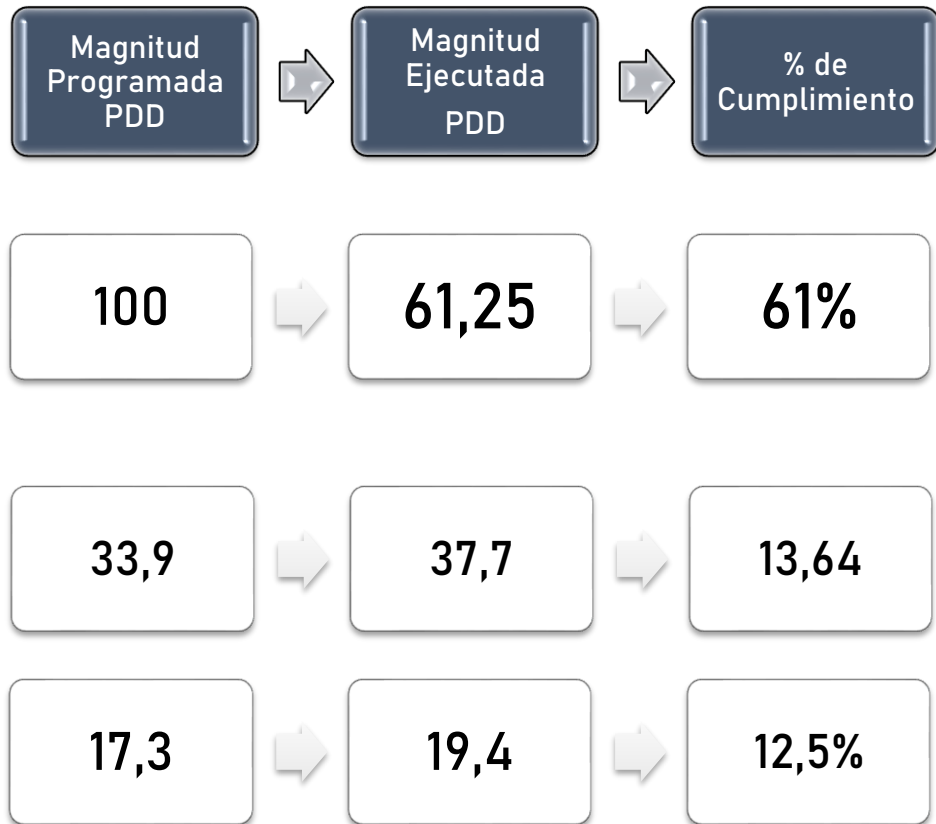 Magnitud
Programada
PDD
Magnitud
Ejecutada
PDD
% de
Cumplimiento
100
61,25
61%
33,9
37,7
13,64
17,3
19,4
12,5%